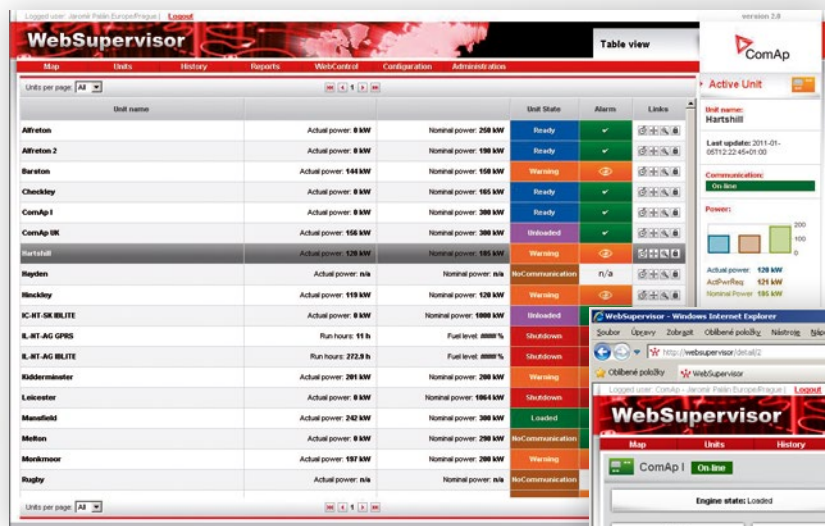 Logged user: Jaromír Palán Europe/Prague | Logout
version 2.0
WebSupervisor
Table view
ComAp
Map Units History Reports WebControl Configuration Administration
Units per page: All 1
Active Unit
Unit name Unit State Alarm Links
Unit name:
Hartshill
Alfreton Actual power: 0 kW Nominal power: 250 kW Ready
Alfreton 2 Actual power: 0 kW Nominal power: 190 kW Ready
Last update: 2011-01-
05T12:22:45+01:00
Barston Actual power: 144 kW Nominal power: 150 kW Warning
Communication:
On-line
Checkley Actual power: 0 kW Nominal power: 165 kW Ready
ComAp I Actual power: 0 kW Nominal power: 300 kW Ready
Power:
ComAp UK Actual power: 156 kW Nominal power: 300 kW Unloaded
200
100
0
Hartshill Actual power: 120 kW Nominal power: 185 kW Warning
Hayden Actual power: n/a Nominal power: n/a NoCommunication n/a
Actual power: 120 kW
ActPwrReq: 121 kW
Nominal Power 185 kW
Hinckley Actual power: 119 kW Nominal power: 120 kW Warning
IC-NT-SK IBLITE Actual power: 0 kW Nominal power: 1000 kW Unloaded
IL-NT-AG GPRS Run hours: 11 h Fuel level: ##### % Shutdown
IL-NT-AG IBLITE Run hours: 272.9 h Fuel level: ##### % Shutdown
Kidderminster Actual power: 201 kW Nominal power: 200 kW Warning
Leicester Actual power: 0 kW Nominal power: 1064 kW Shutdown
Mansfield Actual power: 242 kW Nominal power: 300 kW Loaded
Melton Actual power: 0 kW Nominal power: 290 kW NoCommunication
Monkmoor Actual power: 197 kW Nominal power: 200 kW Warning
Rugby Actual power: n/a Nominal power: n/a NoCommunication
Units per page: All 1
WebSupervisor - Windows Internet Explorer
Soubor Úpravy Zobrazit Oblíbené položky Nástroje Nápo
http://websupervisor/detail/2
Oblíbené položky WebSupervisor
Logged user: ComAp - Jaromír Palán Europe/Prague | Logout
WebSupervisor
Map Units History
ComAp I On-line
Engine state: Loaded